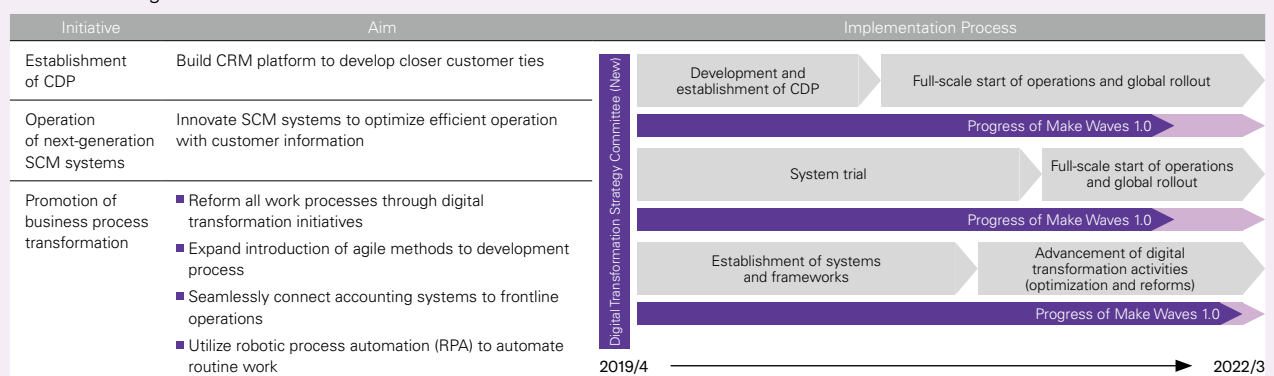 Initiative
Aim
Implementation Process
Establishment
of CDP
Build CRM platform to develop closer customer ties
Operation
of next-generation
SCM systems
Innovate SCM systems to optimize efficient operation
with customer information
Promotion of
business process
transformation
Reform all work processes through digital
transformation initiatives
Expand introduction of agile methods to development
process
Seamlessly connect accounting systems to frontline
operations
Utilize robotic process automation (RPA) to automate
routine work
Digital Transformation Strategy Committee (New)
Development and
establishment of CDP
Full-scale start of operations and global rollout
Progress of Make Waves 1.0
System trial
Full-scale start of operations
and global rollout
Progress of Make Waves 1.0
Establishment of systems
and frameworks
Advancement of digital
transformation activities
(optimization and reforms)
Progress of Make Waves 1.0
2019/4
2022/3